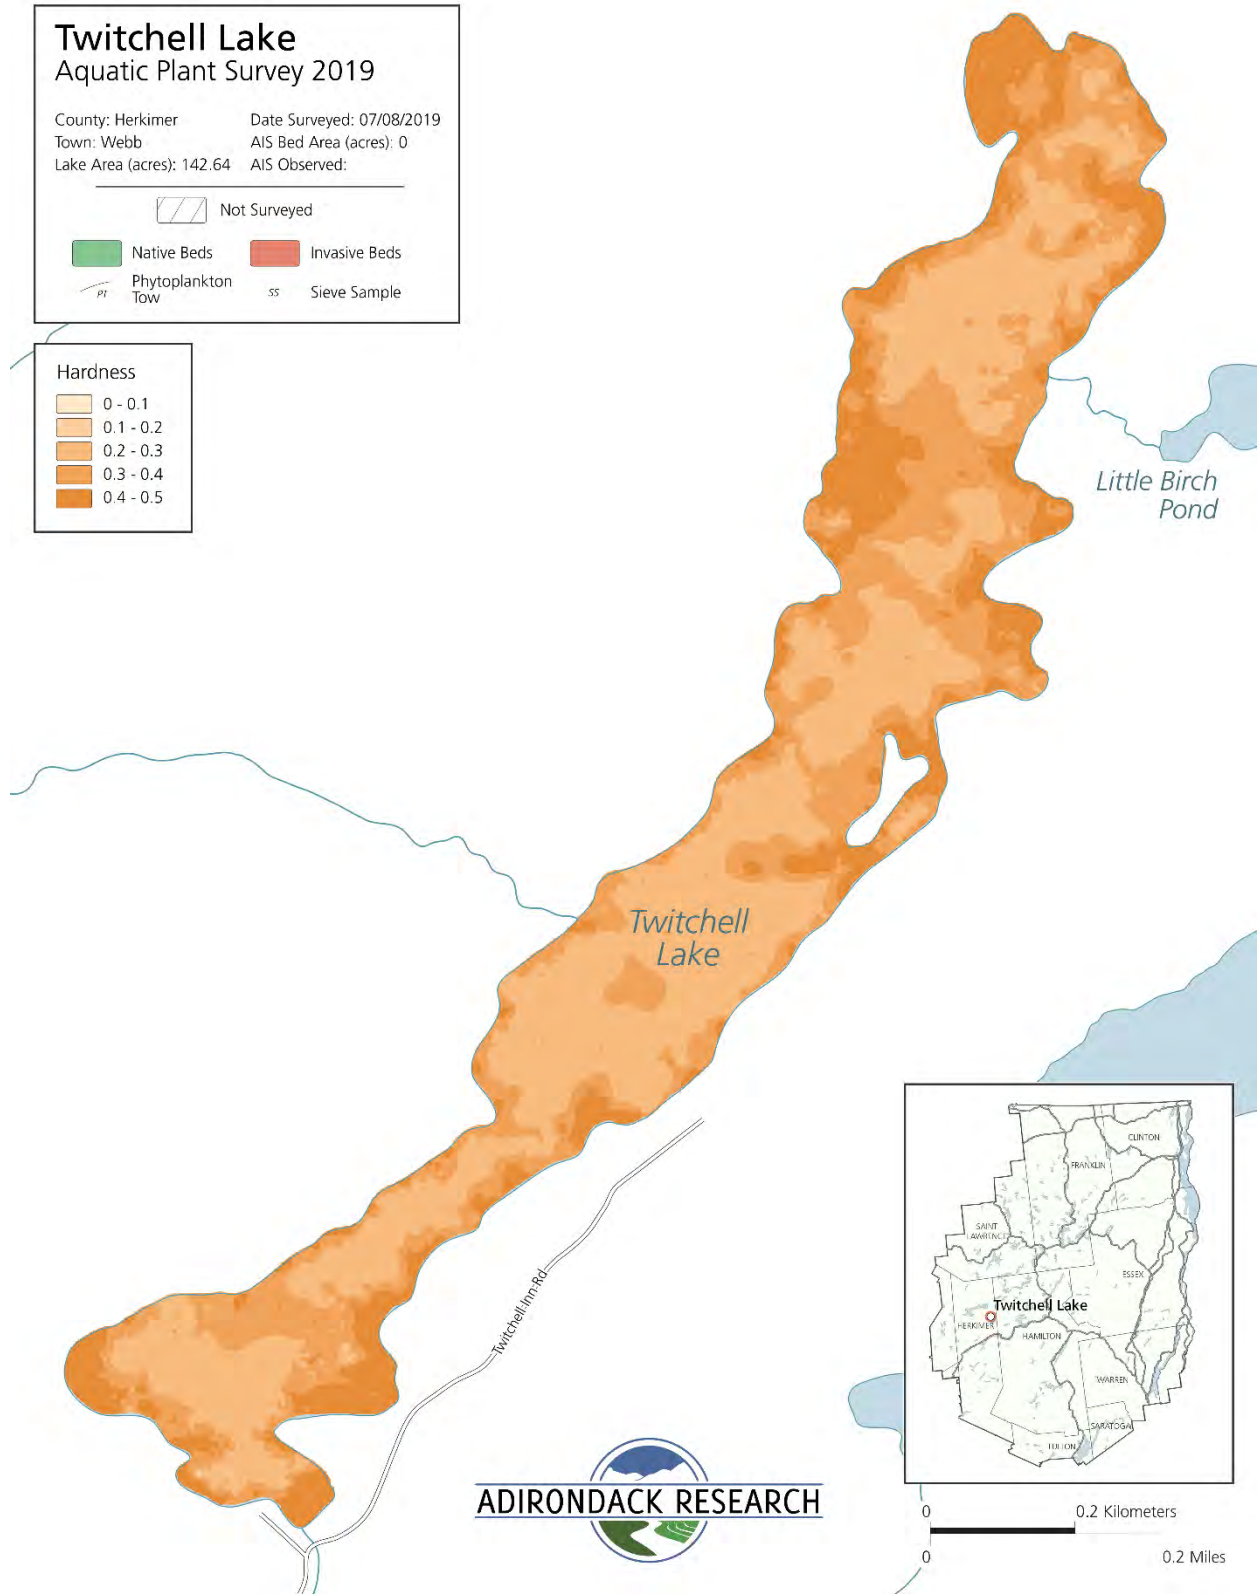 Twitchell Lake
Aquatic Plant Survey 2019
County: Herkimer
Date Surveyed: 07/08/2019
Town: Webb
AIS Bed Area (acres): 0
Lake Area (acres): 142.64
AIS Observed:
Not Surveyed
Native Beds
Invasive Beds
PT
Phytoplankton
Tow
SS
Sieve Sample
Hardness
0 - 0.1
0.1 - 0.2
0.2 - 0.3
0.3 - 0.4
0.4 - 0.5
Little Birch
Pond
Twitchell
Lake
Twitchell-Inn-Rd
CLINTON
FRANKLIN
SAINT
LAWRENCE
ESSEX
Twitchell Lake
HERKIMER
HAMILTON
WARREN
SARATOGA
FULTON
ADIRONDACK RESEARCH
0
0.2 Kilometers
0
0.2 Miles